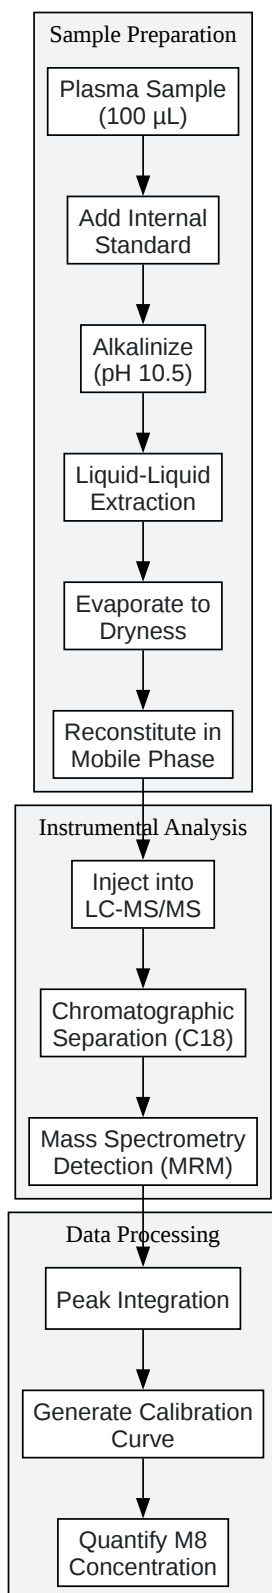 Sample Preparation
Plasma Sample
(100 µL)
Add Internal
Standard
Alkalinize
(pH 10.5)
Liquid-Liquid
Extraction
Evaporate to
Dryness
Reconstitute in
Mobile Phase
Instrumental Analysis
Inject into
LC-MS/MS
Chromatographic
Separation (C18)
Mass Spectrometry
Detection (MRM)
Data Processing
Peak Integration
Generate Calibration
Curve
Quantify M8
Concentration